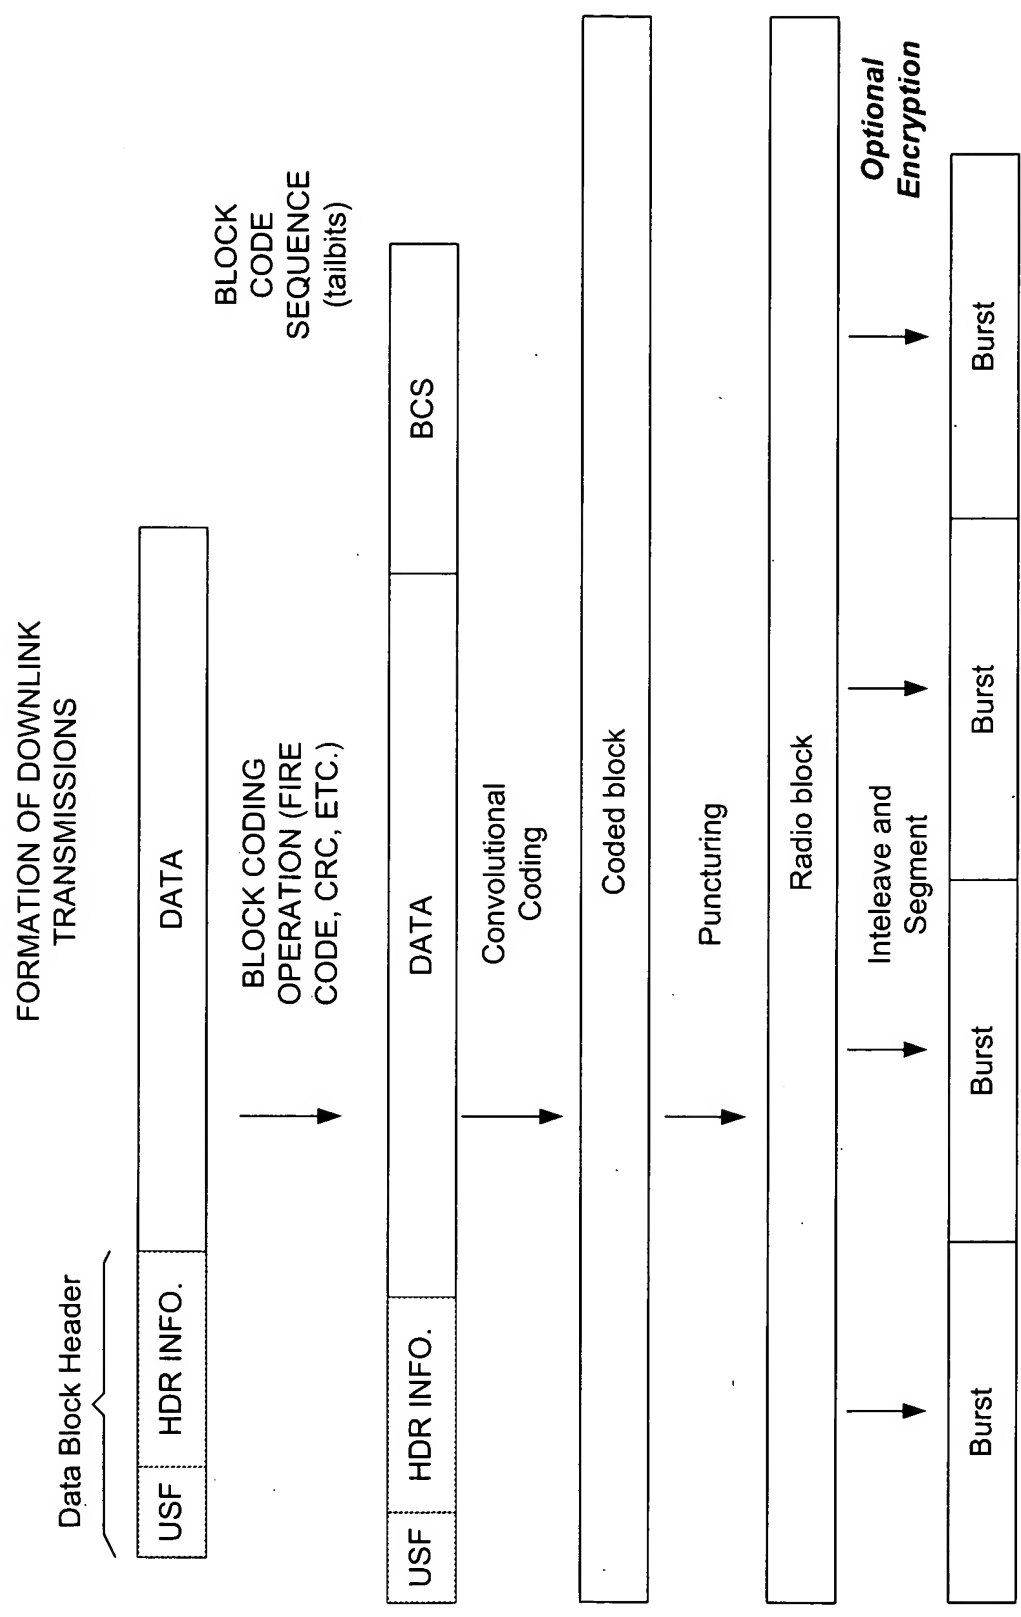 FORMATION OF DOWNLINK
TRANSMISSIONS
Data Block Header
USF
HDR INFO.
DATA
BLOCK CODING
OPERATION (FIRE
CODE, CRC, ETC.)
BLOCK
CODE
SEQUENCE
(tailbits)
USF
HDR INFO.
DATA
BCS
Convolutional
Coding
Coded block
Puncturing
Radio block
Inteleave and
Segment
Optional
Encryption
Burst
Burst
Burst
Burst